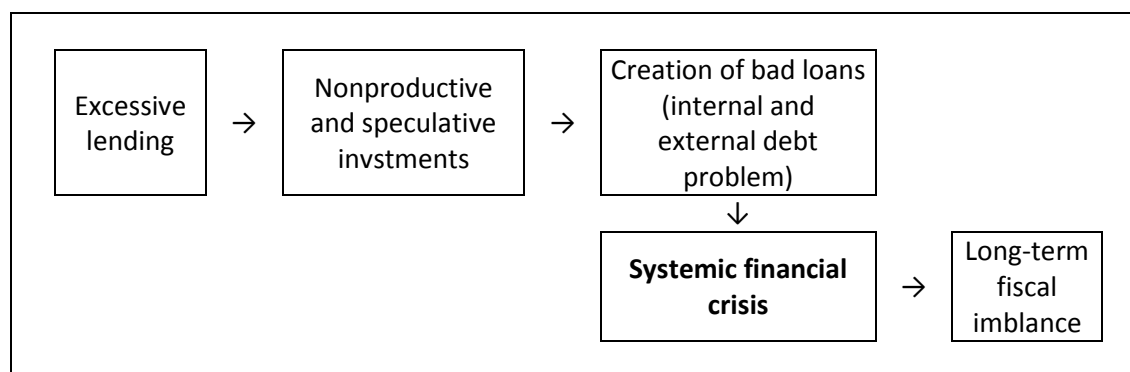 Excessive
lending
→
Nonproductive
and speculative
invstments
→
Creation of bad loans
(internal and
external debt
problem)
↓
Systemic financial
crisis
→
Long-term
fiscal
imblance